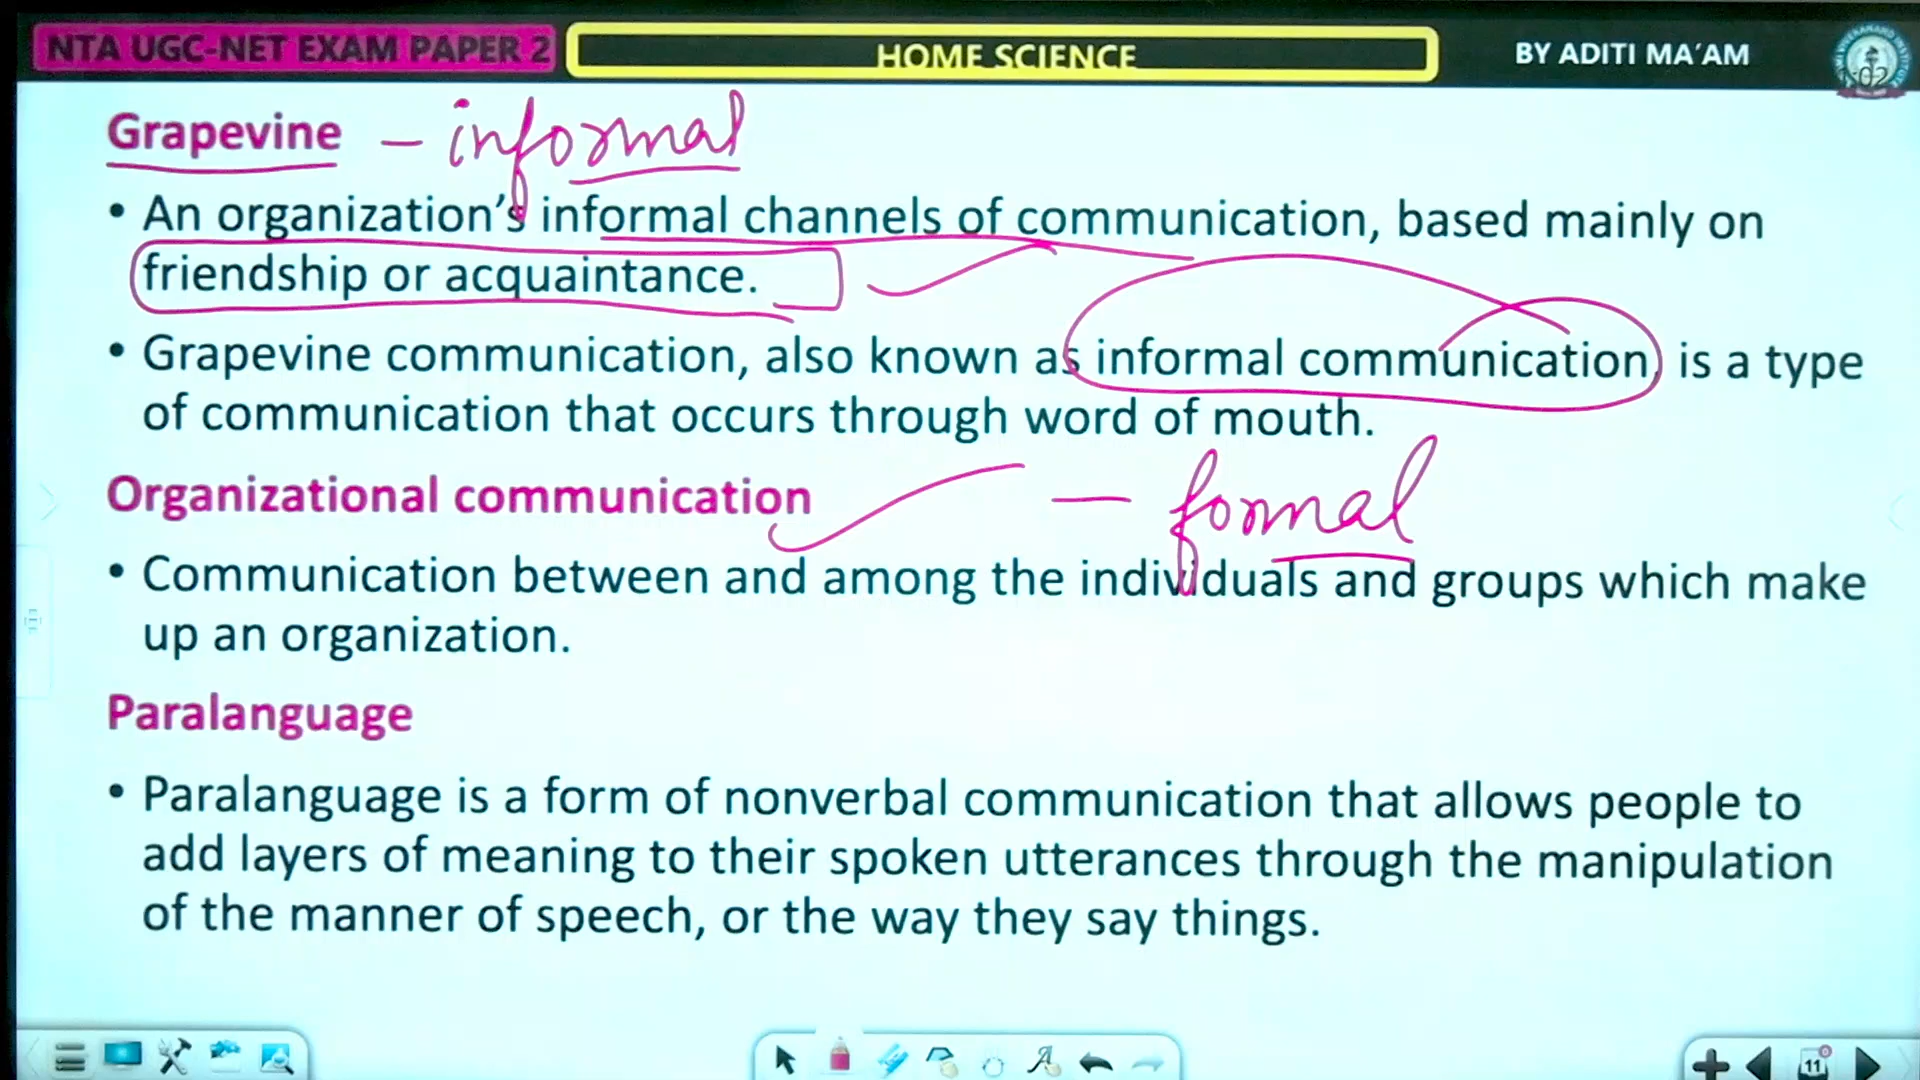 NTA UGC-NET EXAM PAPER 2
HOME SCIENCE
BY ADITI MA'AM
Grapevine – informal
• An organization's informal channels of communication, based mainly on
friendship or acquaintance.
• Grapevine communication, also known as informal communication, is a type
of communication that occurs through word of mouth.
Organizational communication – formal
• Communication between and among the individuals and groups which make
up an organization.
Paralanguage
• Paralanguage is a form of nonverbal communication that allows people to
add layers of meaning to their spoken utterances through the manipulation
of the manner of speech, or the way they say things.
11